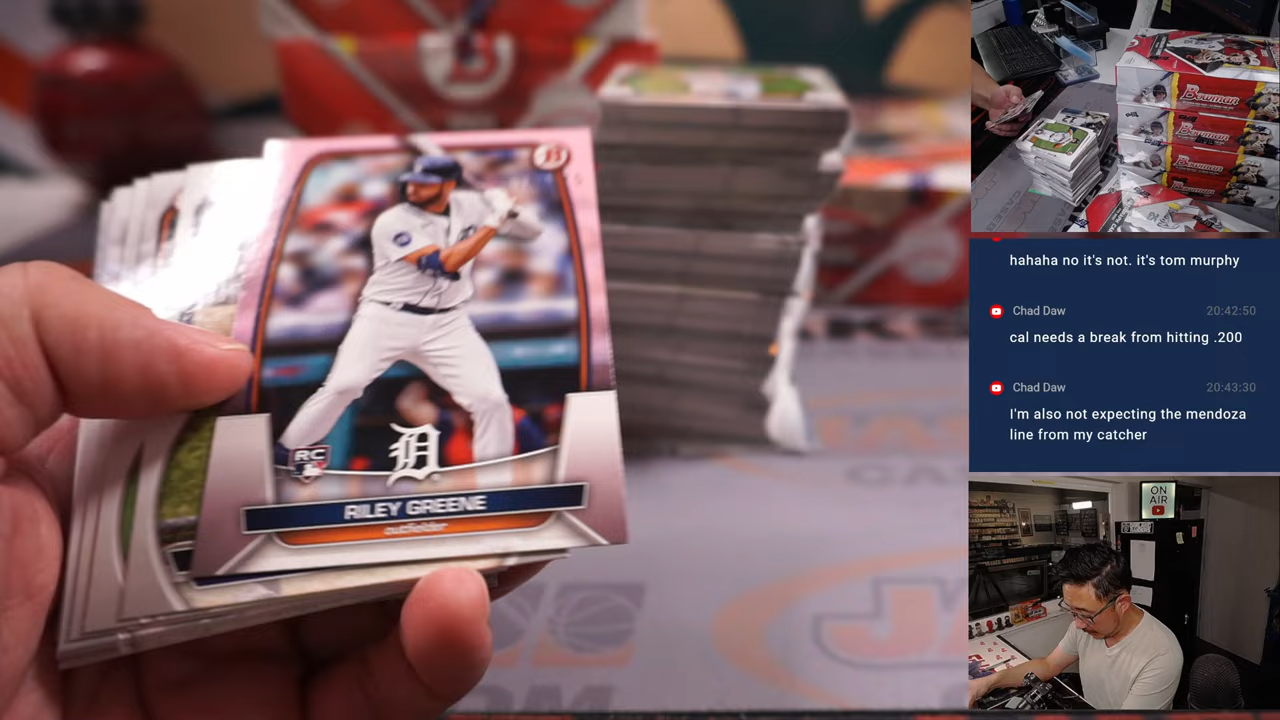 RC
D
RILEY GREENE
outfielder
Bowman
Bowman
Bowman
Bowman
hahaha no it's not. it's tom murphy
Chad Daw 20:42:50
cal needs a break from hitting .200
Chad Daw 20:43:30
I'm also not expecting the mendoza
line from my catcher
ON
AIR